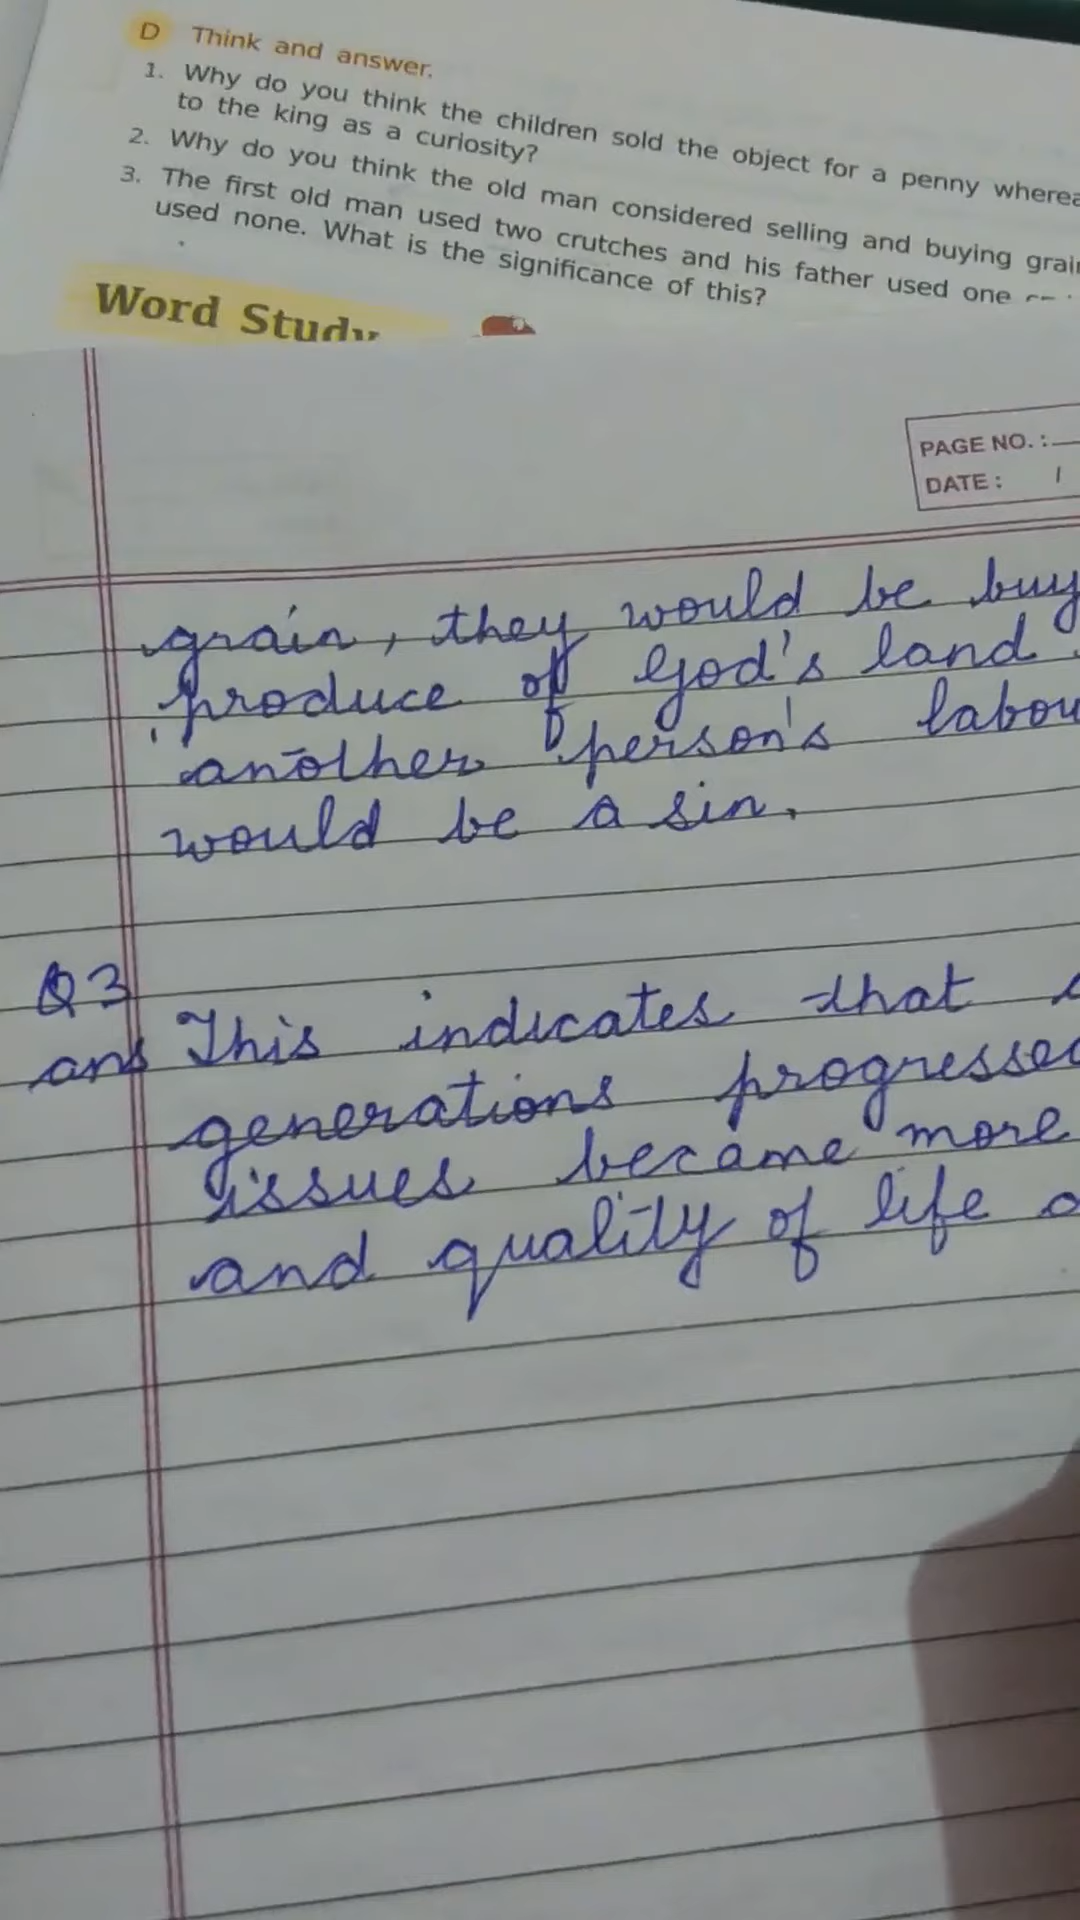 D Think and answer.
1. Why do you think the children sold the object for a penny
to the king as a curiosity?
2. Why do you think the old man considered selling and buying
3. The first old man used two crutches and his father used one
used none. What is the significance of this?
Word Study
PAGE NO. :
DATE : /
grain, they would be
produce of God's land.
another person's
would be a sin.
Q3
ans This indicates that
generations
issues became more
and quality of life